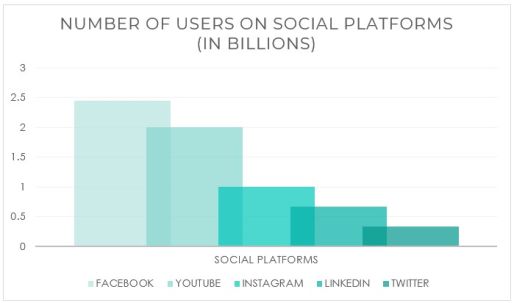 NUMBER OF USERS ON SOCIAL PLATFORMS
(IN BILLIONS)
3
2.5
2
1.5
1
0.5
0
SOCIAL PLATFORMS
FACEBOOK YOUTUBE INSTAGRAM LINKEDIN TWITTER